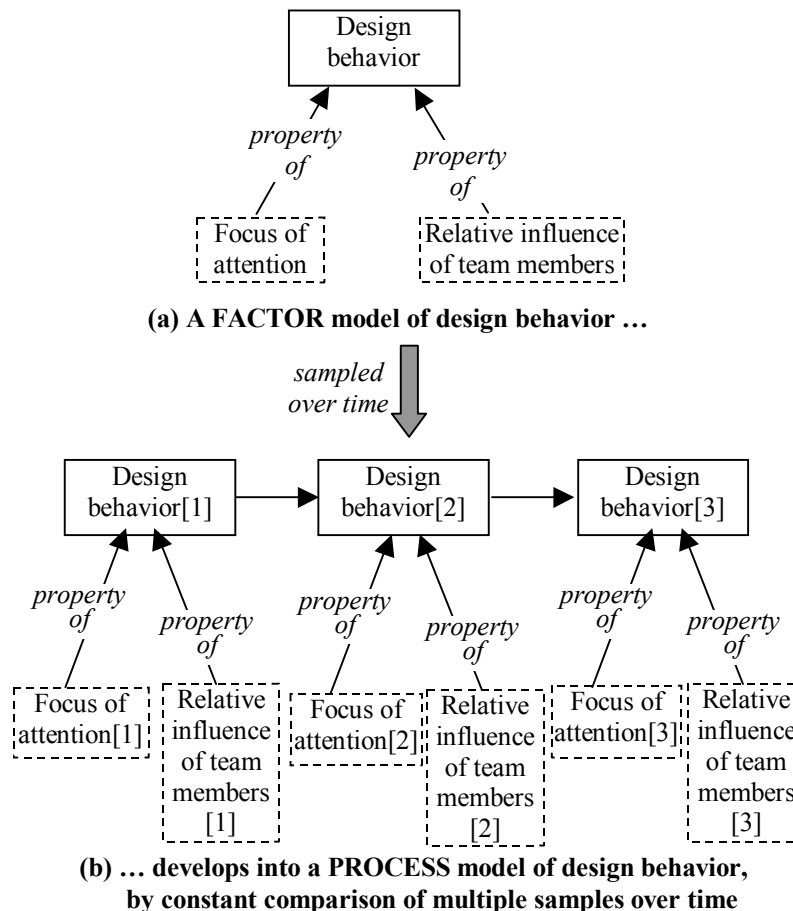 Design
behavior
property
of
property
of
Focus of
attention
Relative influence
of team members
(a) A FACTOR model of design behavior …
sampled
over time
Design
behavior[1]
Design
behavior[2]
Design
behavior[3]
property
of
property
of
property
of
property
of
property
of
property
of
Focus of
attention[1]
Relative
influence
of team
members
[1]
Focus of
attention[2]
Relative
influence
of team
members
[2]
Focus of
attention[3]
Relative
influence
of team
members
[3]
(b) … develops into a PROCESS model of design behavior,
by constant comparison of multiple samples over time